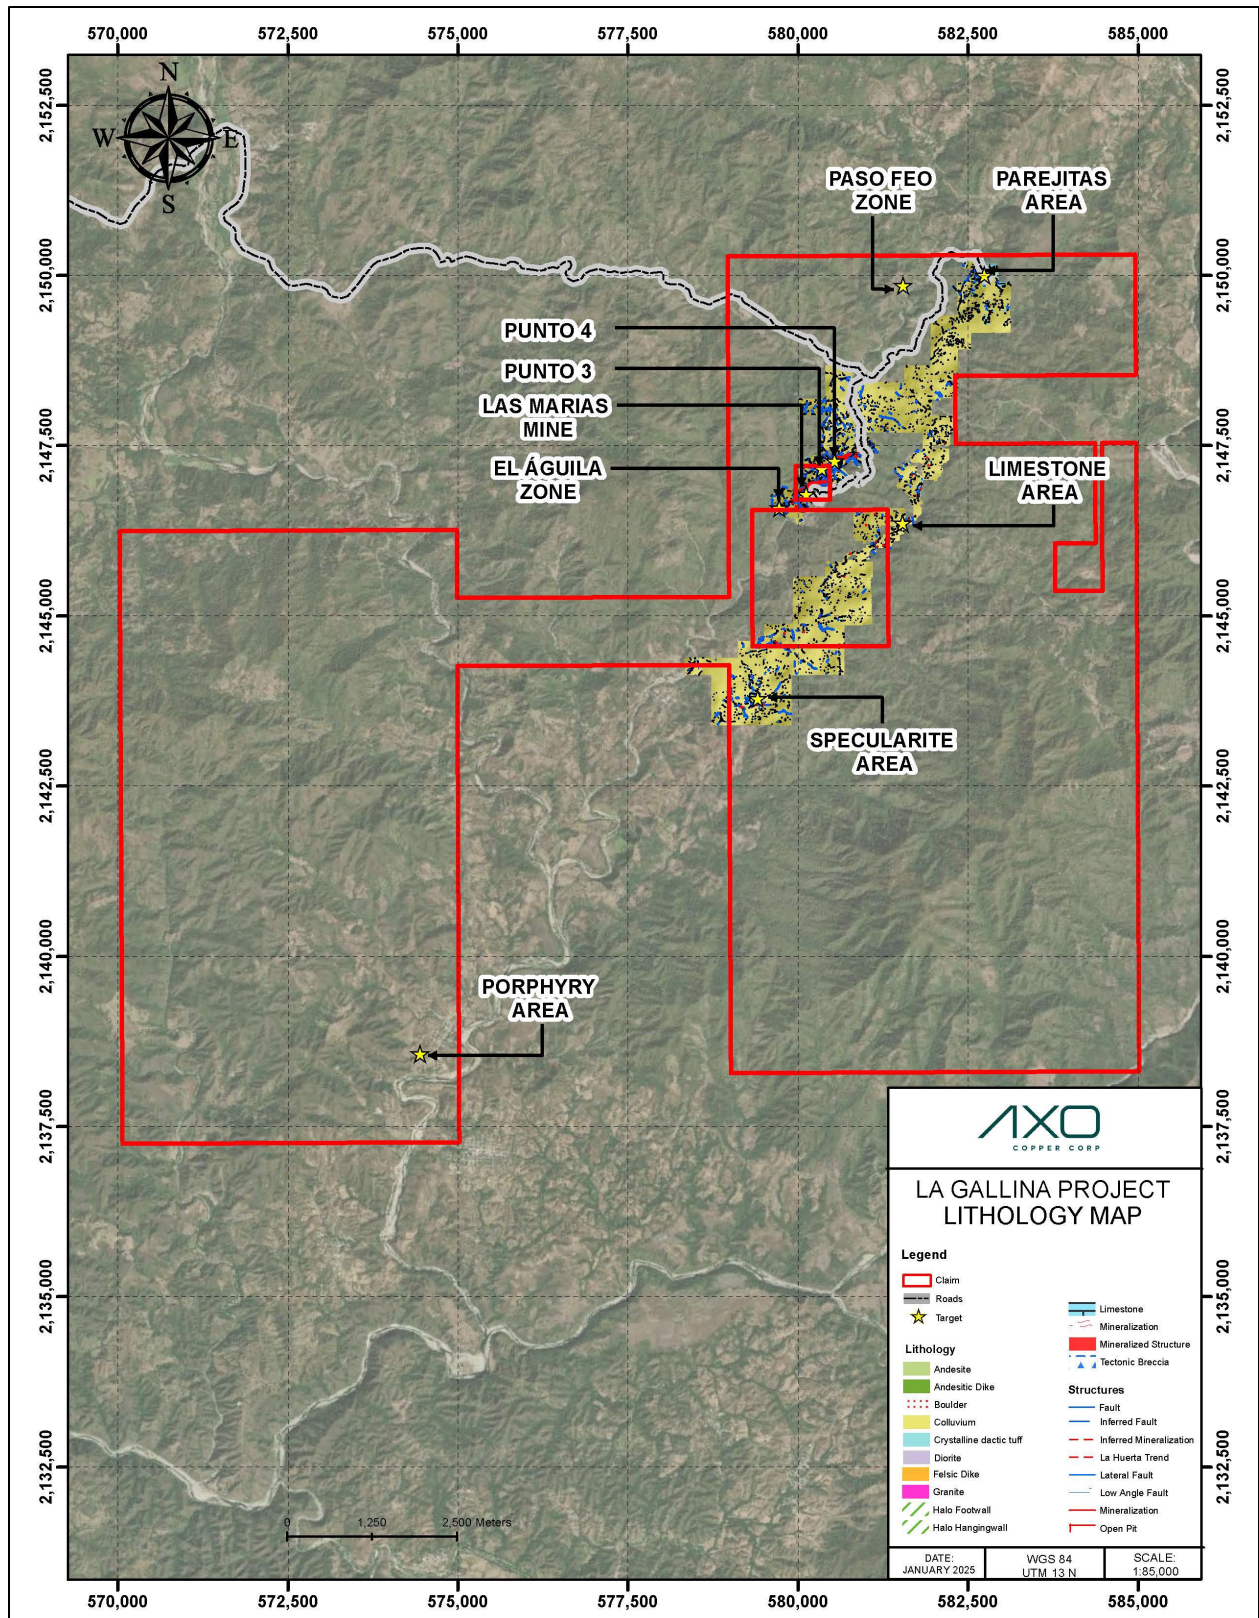 570,000 572,500 575,000 577,500 580,000 582,500 585,000
N
W E
S
2,152,500 2,152,500
2,150,000 2,150,000
2,147,500 2,147,500
2,145,000 2,145,000
2,142,500 2,142,500
2,140,000 2,140,000
2,137,500 2,137,500
2,135,000 2,135,000
2,132,500 2,132,500
PASO FEO
ZONE
PAREJITAS
AREA
PUNTO 4
PUNTO 3
LAS MARIAS
MINE
EL ÁGUILA
ZONE
LIMESTONE
AREA
SPECULARITE
AREA
PORPHYRY
AREA
AXO
COPPER CORP
LA GALLINA PROJECT
LITHOLOGY MAP
Legend
Claim
Roads
Target
Lithology
Andesite
Andesitic Dike
Boulder
Colluvium
Crystalline dactic tuff
Diorite
Felsic Dike
Granite
Halo Footwall
Halo Hangingwall
Limestone
Mineralization
Mineralized Structure
Tectonic Breccia
Structures
Fault
Inferred Fault
Inferred Mineralization
La Huerta Trend
Lateral Fault
Low Angle Fault
Mineralization
Open Pit
DATE:
JANUARY 2025
WGS 84
UTM 13 N
SCALE:
1:85,000
0 1,250 2,500 Meters
570,000 572,500 575,000 577,500 580,000 582,500 585,000